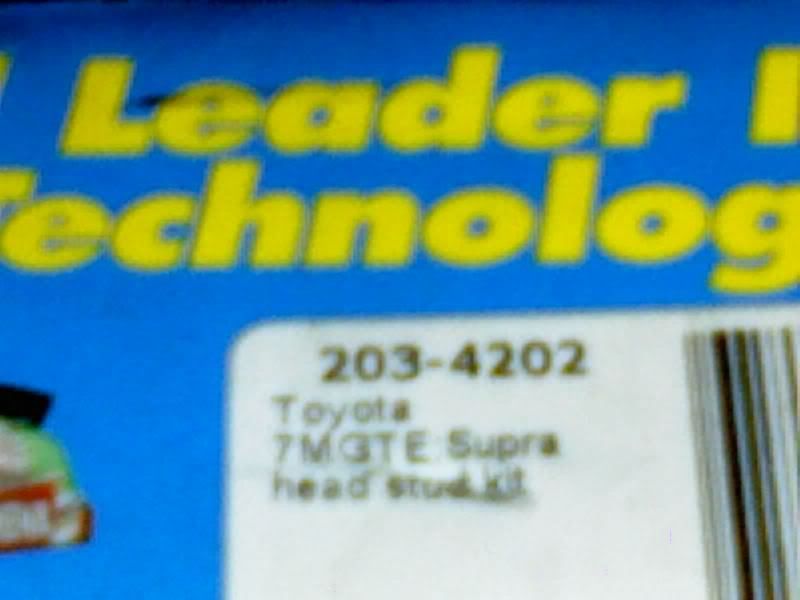 Leader
Technolog
203-4202
Toyota
7MGTE Supra
head stud kit